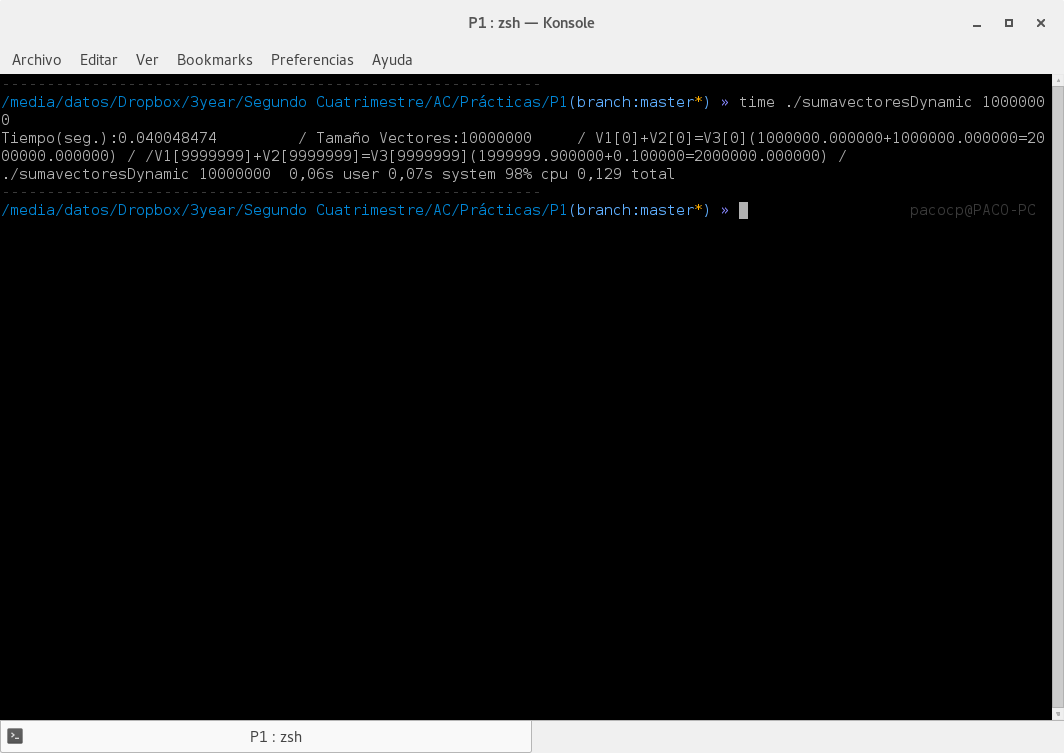 P1 : zsh — Konsole
Archivo Editar Ver Bookmarks Preferencias Ayuda
------------------------------------------------------------
/media/datos/Dropbox/3year/Segundo Cuatrimestre/AC/Prácticas/P1(branch:master*) » time ./sumavectoresDynamic 1000000
0
Tiempo(seg.):0.040048474         / Tamaño Vectores:10000000     / V1[0]+V2[0]=V3[0](1000000.000000+1000000.000000=20
00000.000000) / /V1[9999999]+V2[9999999]=V3[9999999](1999999.900000+0.100000=2000000.000000) /
./sumavectoresDynamic 10000000  0,06s user 0,07s system 98% cpu 0,129 total
------------------------------------------------------------
/media/datos/Dropbox/3year/Segundo Cuatrimestre/AC/Prácticas/P1(branch:master*) » pacocp@PACO-PC
P1 : zsh